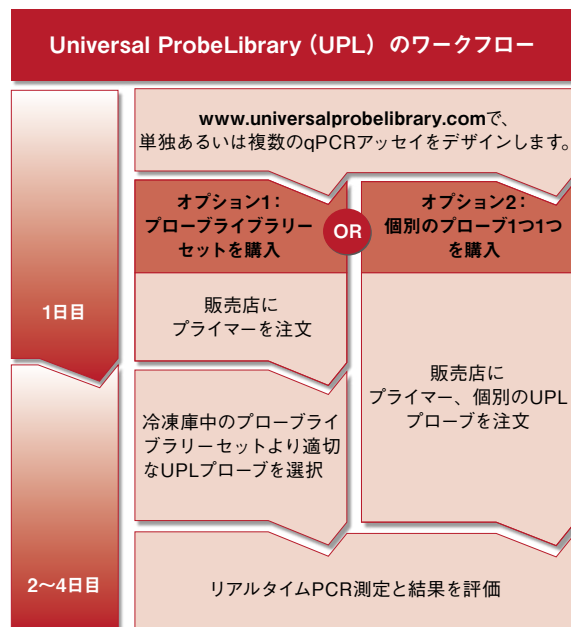 Universal ProbeLibrary（UPL）のワークフロー
www.universalprobelibrary.comで、
単独あるいは複数のqPCRアッセイをデザインします。
オプション1：
プローブライブラリー
セットを購入
OR
オプション2：
個別のプローブ1つ1つ
を購入
1日目
販売店に
プライマーを注文
販売店に
プライマー、個別のUPL
プローブを注文
冷凍庫中のプローブライ
ブラリーセットより適切
なUPLプローブを選択
2〜4日目
リアルタイムPCR測定と結果を評価